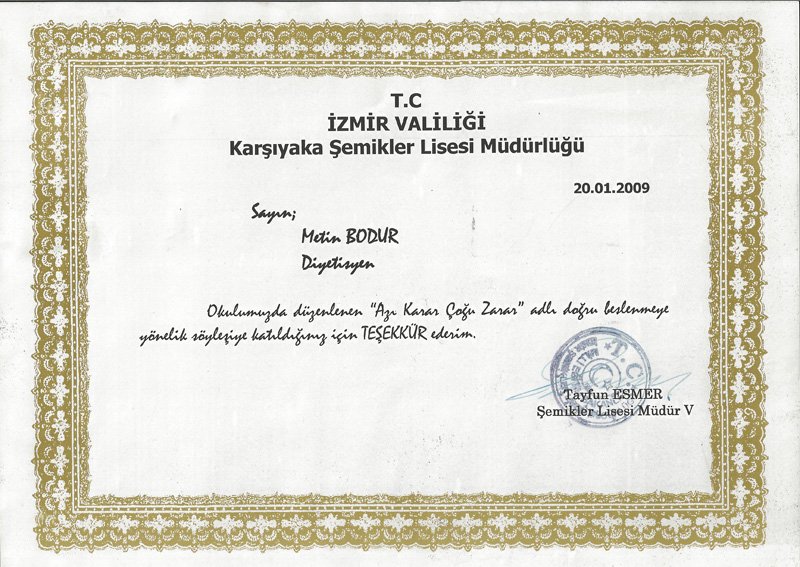 T.C
İZMİR VALİLİĞİ
Karşıyaka Şemikler Lisesi Müdürlüğü
20.01.2009
Sayın;
Metin BODUR
Diyetisyen
Okulumuzda düzenlenen “Azı Karar Çoğu Zarar” adlı doğru beslenmeye
yönelik söyleşiye katıldığınız için TEŞEKKÜR ederim.
T. C.
Tayfun ESMER
Şemikler Lisesi Müdür V